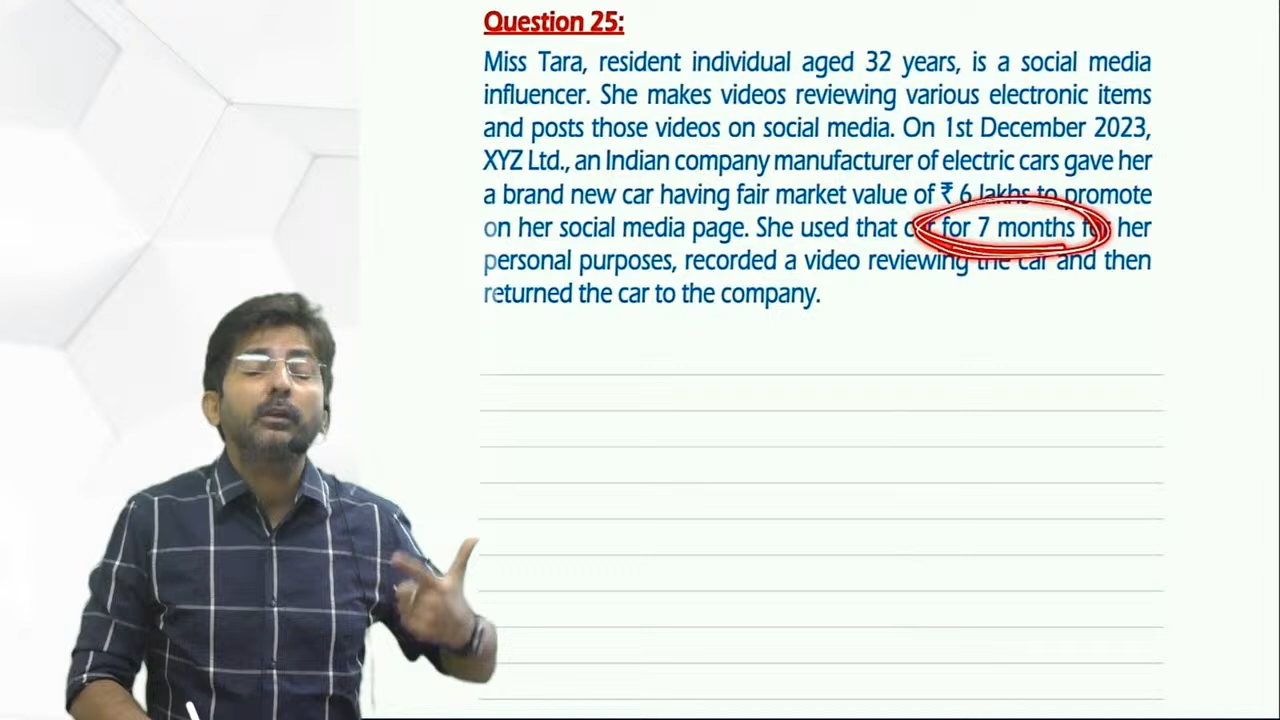 Question 25:
Miss Tara, resident individual aged 32 years, is a social media
influencer. She makes videos reviewing various electronic items
and posts those videos on social media. On 1st December 2023,
XYZ Ltd., an Indian company manufacturer of electric cars gave her
a brand new car having fair market value of ₹ 6 lakhs to promote
on her social media page. She used that car for 7 months for her
personal purposes, recorded a video reviewing the car and then
returned the car to the company.